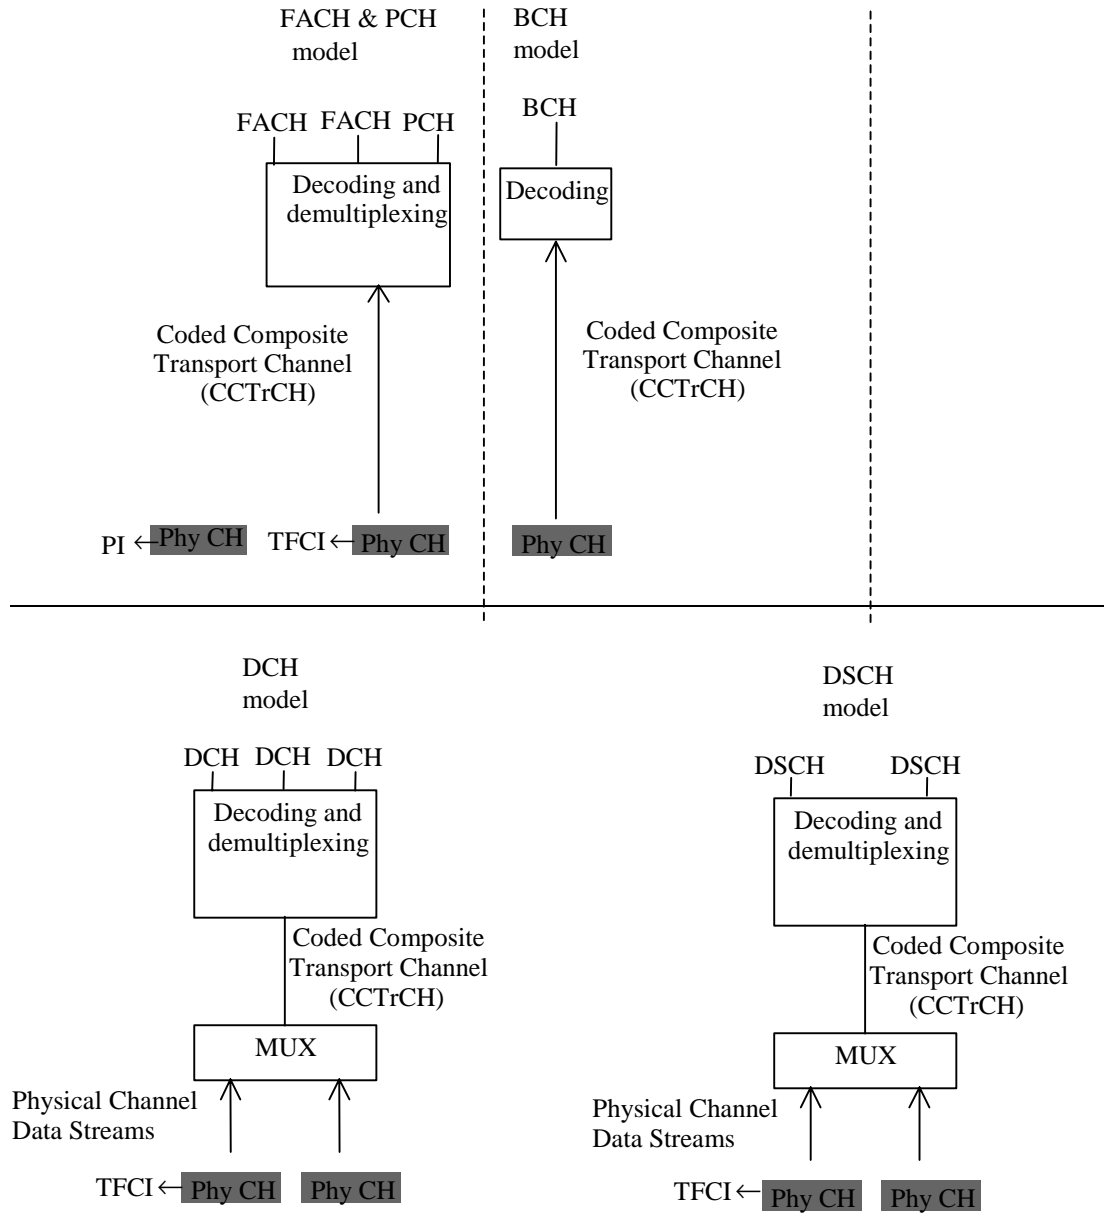 FACH & PCH
model
BCH
model
FACH FACH PCH
BCH
Decoding and
demultiplexing
Decoding
Coded Composite
Transport Channel
(CCTrCH)
Coded Composite
Transport Channel
(CCTrCH)
PI
Phy CH
TFCI
Phy CH
Phy CH
DCH
model
DCH DCH DCH
Decoding and
demultiplexing
Coded Composite
Transport Channel
(CCTrCH)
MUX
Physical Channel
Data Streams
TFCI
Phy CH
Phy CH
DSCH
model
DSCH DSCH
Decoding and
demultiplexing
Coded Composite
Transport Channel
(CCTrCH)
MUX
Physical Channel
Data Streams
TFCI
Phy CH
Phy CH